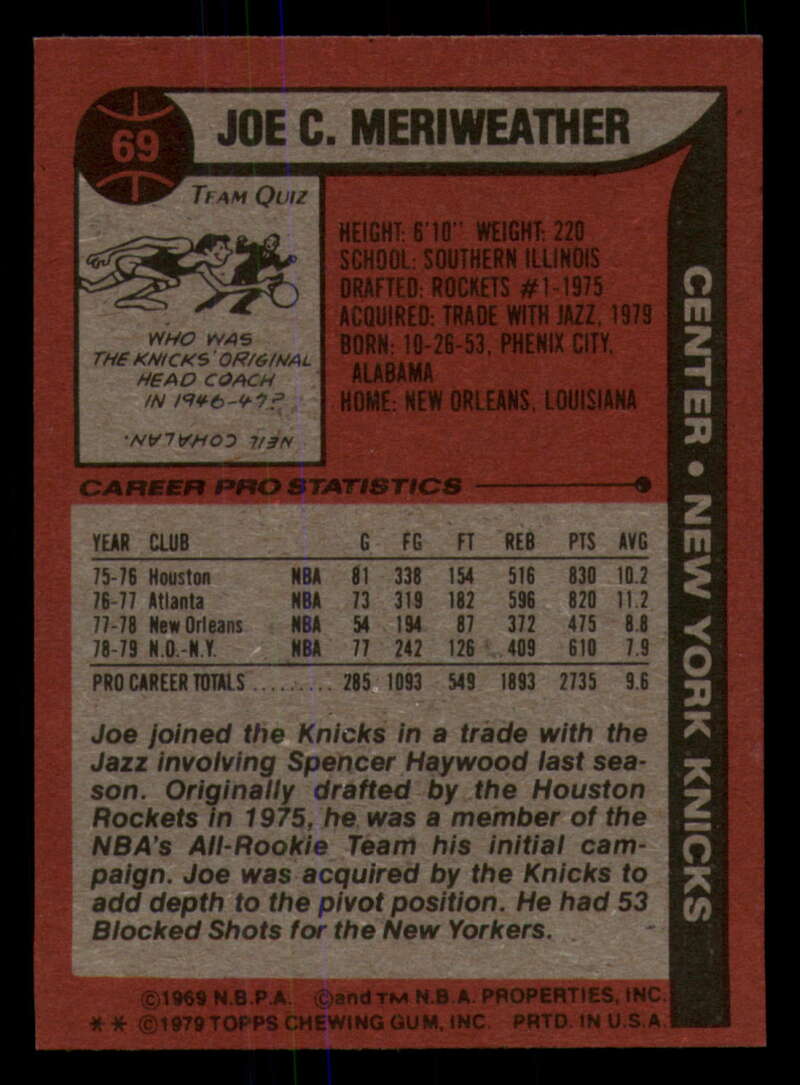 69
JOE C. MERIWEATHER
TEAM QUIZ
WHO WAS
THE KNICKS' ORIGINAL
HEAD COACH
IN 1946-47?
NEIL COHALAN.
HEIGHT: 6'10" WEIGHT: 220
SCHOOL: SOUTHERN ILLINOIS
DRAFTED: ROCKETS #1-1975
ACQUIRED: TRADE WITH JAZZ, 1979
BORN: 10-26-53, PHENIX CITY,
ALABAMA
HOME: NEW ORLEANS, LOUISIANA
CENTER • NEW YORK KNICKS
CAREER PRO STATISTICS
YEAR CLUB G FG FT REB PTS AVG
75-76 Houston NBA 81 338 154 516 830 10.2
76-77 Atlanta NBA 73 319 182 596 820 11.2
77-78 New Orleans NBA 54 194 87 372 475 8.8
78-79 N.O.-N.Y. NBA 77 242 126 409 610 7.9
PRO CAREER TOTALS .......... 285 1093 549 1893 2735 9.6
Joe joined the Knicks in a trade with the
Jazz involving Spencer Haywood last sea-
son. Originally drafted by the Houston
Rockets in 1975, he was a member of the
NBA's All-Rookie Team his initial cam-
paign. Joe was acquired by the Knicks to
add depth to the pivot position. He had 53
Blocked Shots for the New Yorkers.
©1969 N.B.P.A. ©and TM N.B.A. PROPERTIES, INC.
* * ©1979 TOPPS CHEWING GUM, INC. PRTD. IN U.S.A.